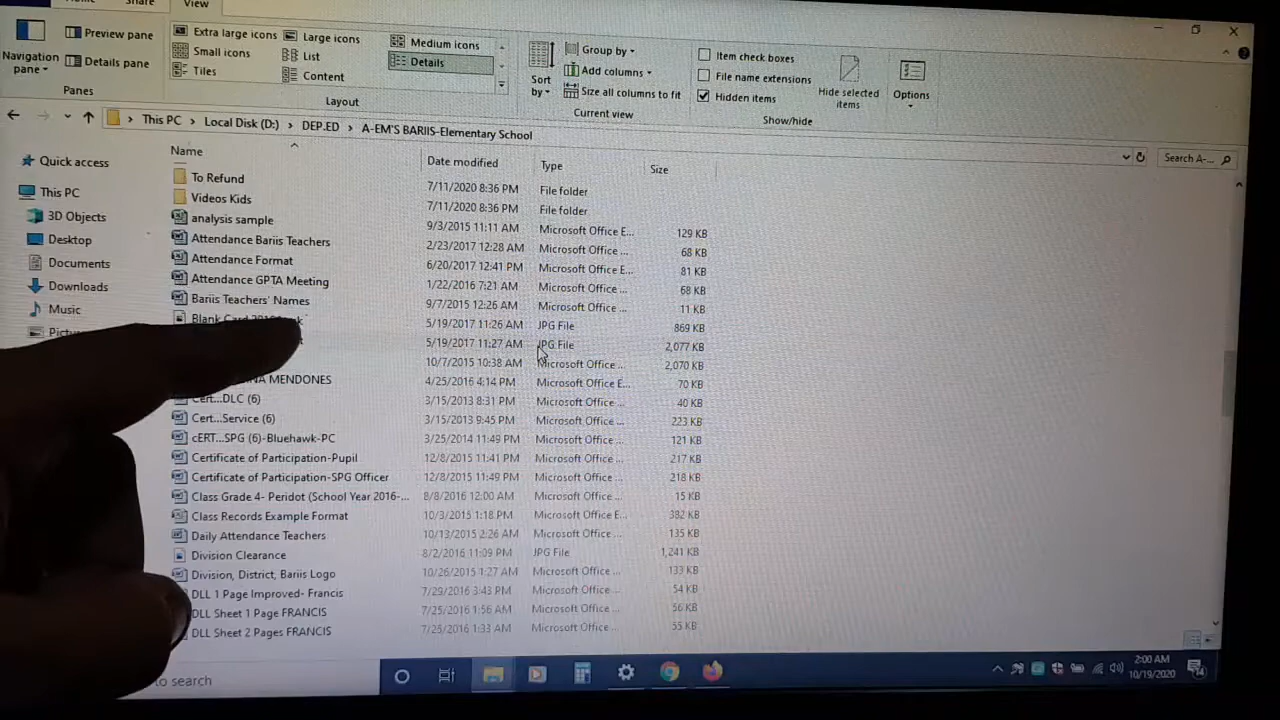 Share
View
Navigation pane
Preview pane
Details pane
Panes
Extra large icons
Large icons
Medium icons
Small icons
List
Details
Tiles
Content
Layout
Sort by
Group by
Add columns
Size all columns to fit
Current view
Item check boxes
File name extensions
Hidden items
Hide selected items
Options
Show/hide
This PC > Local Disk (D:) > DEP.ED > A-EM'S BARIIS-Elementary School
Search A-...
Quick access
This PC
3D Objects
Desktop
Documents
Downloads
Music
Name Date modified Type Size
To Refund 7/11/2020 8:36 PM File folder
Videos Kids 7/11/2020 8:36 PM File folder
analysis sample 9/3/2015 11:11 AM Microsoft Office E... 129 KB
Attendance Bariis Teachers 2/23/2017 12:28 AM Microsoft Office ... 68 KB
Attendance Format 6/20/2017 12:41 PM Microsoft Office E... 81 KB
Attendance GPTA Meeting 1/22/2016 7:21 AM Microsoft Office ... 68 KB
Bariis Teachers' Names 9/7/2015 12:26 AM Microsoft Office ... 11 KB
Blank Card 5/19/2017 11:26 AM JPG File 869 KB
5/19/2017 11:27 AM JPG File 2,077 KB
10/7/2015 10:38 AM Microsoft Office ... 2,070 KB
MENDONES 4/25/2016 4:14 PM Microsoft Office E... 70 KB
Cert...DLC (6) 3/15/2013 8:31 PM Microsoft Office ... 40 KB
Cert...Service (6) 3/15/2013 9:45 PM Microsoft Office ... 223 KB
cERT...SPG (6)-Bluehawk-PC 3/25/2014 11:49 PM Microsoft Office ... 121 KB
Certificate of Participation-Pupil 12/8/2015 11:41 PM Microsoft Office ... 217 KB
Certificate of Participation-SPG Officer 12/8/2015 11:49 PM Microsoft Office ... 218 KB
Class Grade 4- Peridot (School Year 2016-... 8/8/2016 12:00 AM Microsoft Office ... 15 KB
Class Records Example Format 10/3/2015 1:18 PM Microsoft Office E... 382 KB
Daily Attendance Teachers 10/13/2015 2:26 AM Microsoft Office ... 135 KB
Division Clearance 8/2/2016 11:09 PM JPG File 1,241 KB
Division, District, Bariis Logo 10/26/2015 1:27 AM Microsoft Office ... 133 KB
DLL 1 Page Improved- Francis 7/29/2016 3:43 PM Microsoft Office ... 54 KB
DLL Sheet 1 Page FRANCIS 7/25/2016 1:56 AM Microsoft Office ... 56 KB
DLL Sheet 2 Pages FRANCIS 7/25/2016 1:33 AM Microsoft Office ... 55 KB
to search
2:00 AM
10/19/2020